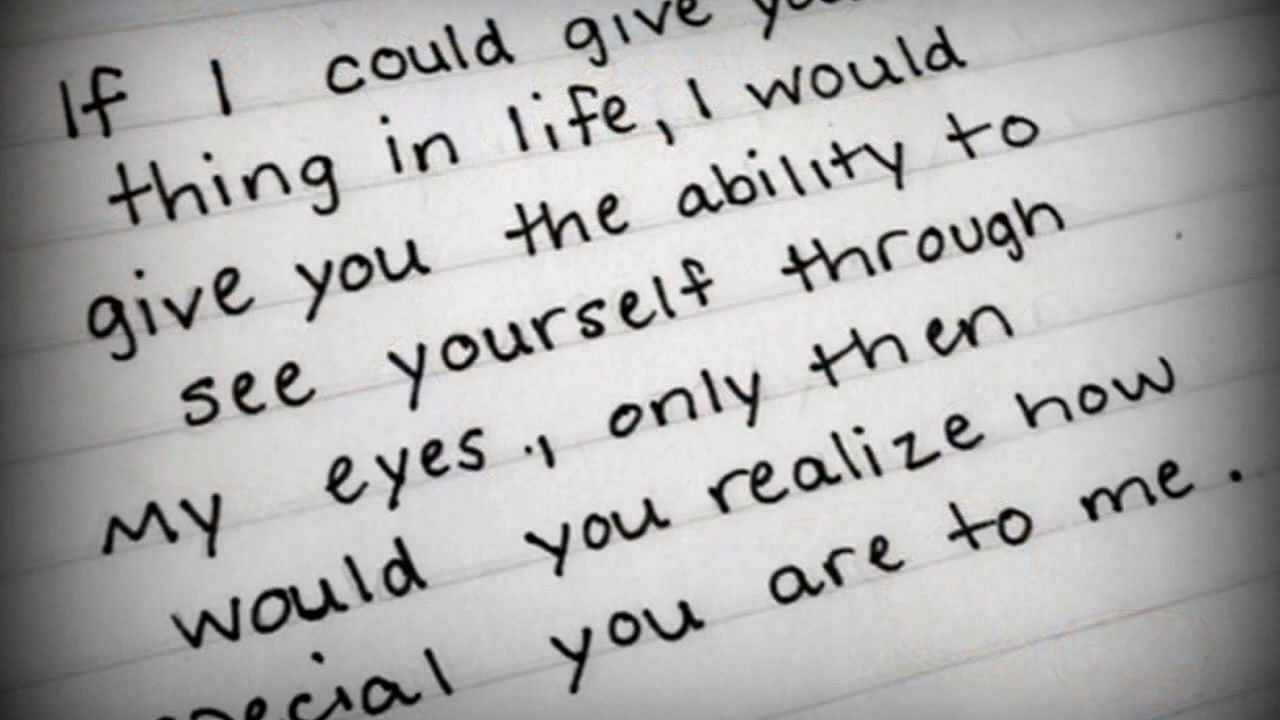 If I could give
thing in life, I would
give you the ability to
see yourself through
my eyes., only then
would you realize how
you are to me.